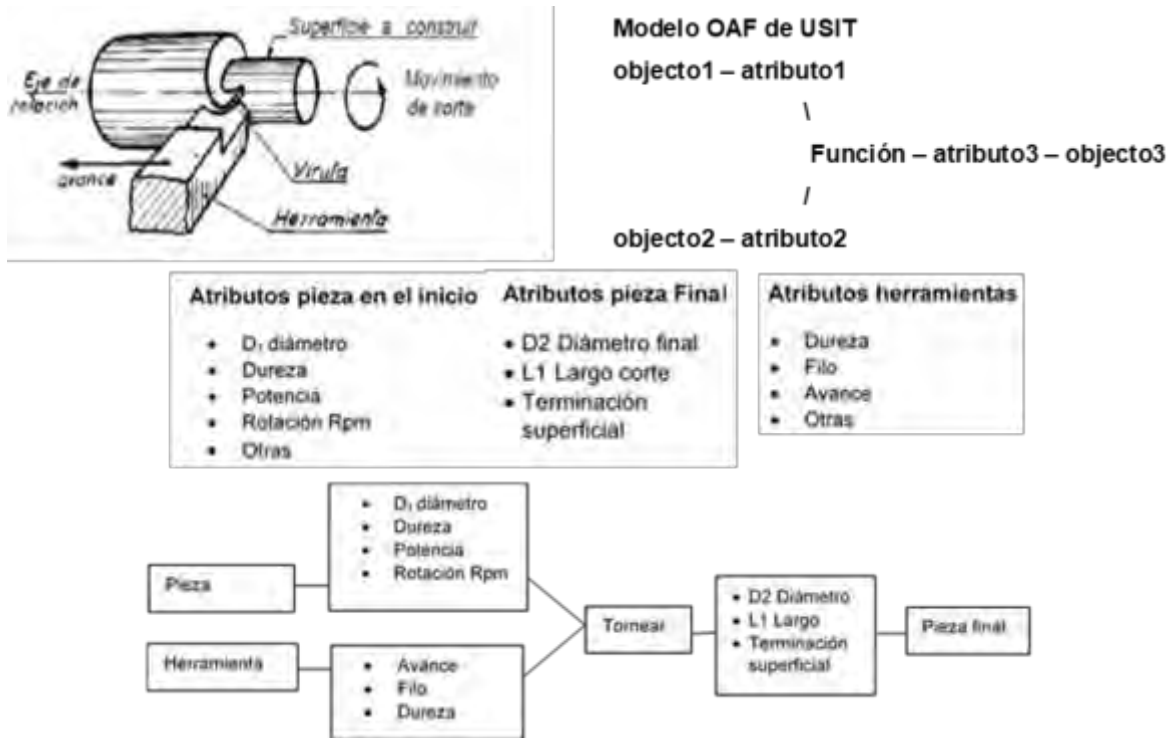 Superficie a construir
Eje de
rotación
Movimiento
de corte
avance
Viruta
Herramienta
Modelo OAF de USIT
objecto1 – atributo1
\
Función – atributo3 – objecto3
/
objecto2 – atributo2
Atributos pieza en el inicio
• D₁ diámetro
• Dureza
• Potencia
• Rotación Rpm
• Otras
Atributos pieza Final
• D2 Diámetro final
• L1 Largo corte
• Terminación
superficial
Atributos herramientas
• Dureza
• Filo
• Avance
• Otras
Pieza
• D₁ diámetro
• Dureza
• Potencia
• Rotación Rpm
Herramienta
• Avánce
• Filo
• Dureza
Tornear
• D2 Diámetro
• L1 Largo
• Terminación
superficial
Pieza final